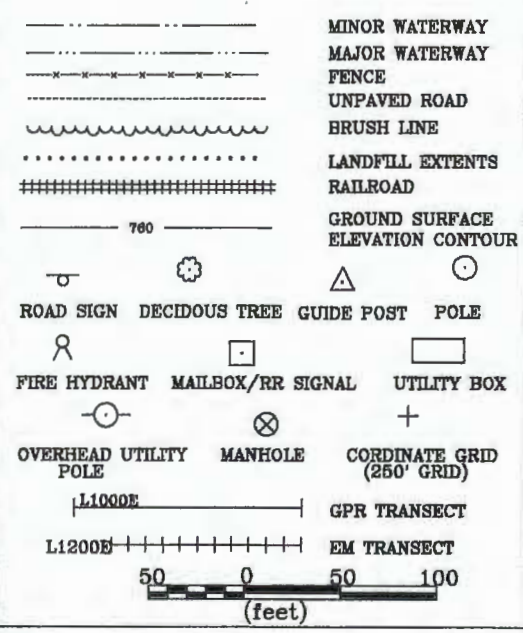 MINOR WATERWAY
MAJOR WATERWAY
FENCE
UNPAVED ROAD
BRUSH LINE
LANDFILL EXTENTS
RAILROAD
760 GROUND SURFACE
ELEVATION CONTOUR
ROAD SIGN DECIDOUS TREE GUIDE POST POLE
FIRE HYDRANT MAILBOX/RR SIGNAL UTILITY BOX
OVERHEAD UTILITY MANHOLE CORDINATE GRID
POLE (250' GRID)
L1000E GPR TRANSECT
L1200E EM TRANSECT
50 0 50 100
(feet)